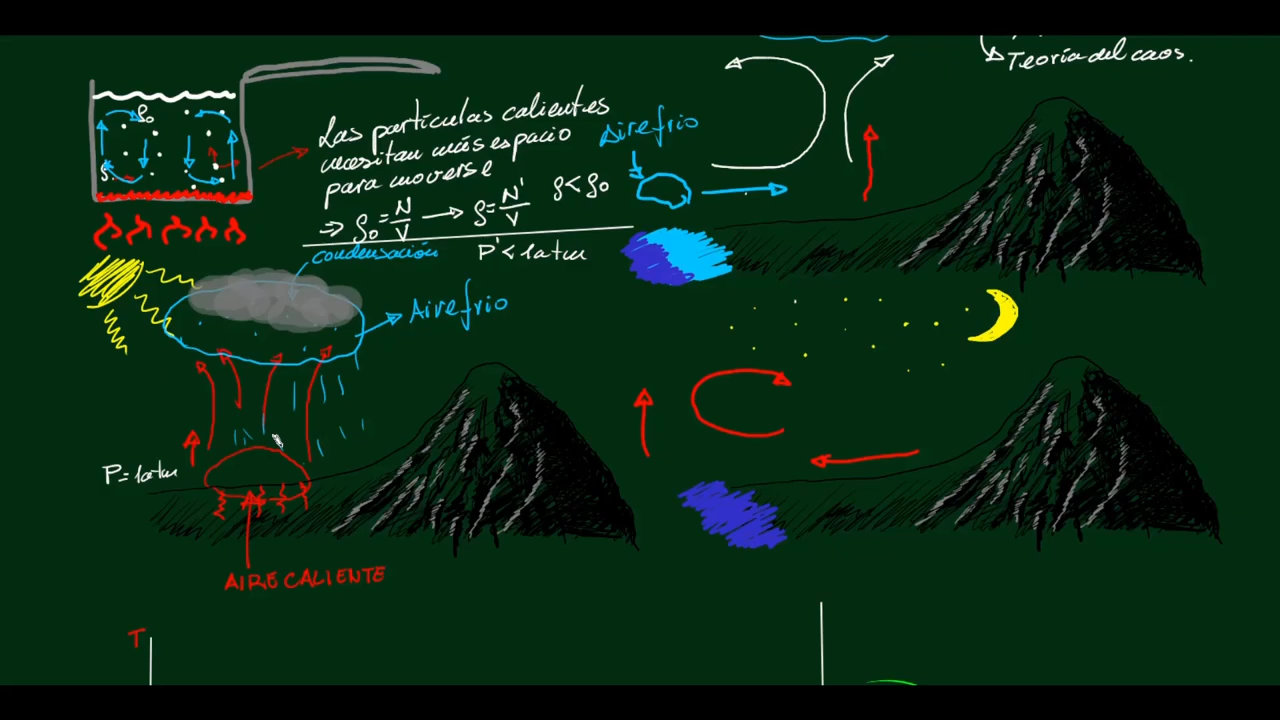 Teoría del caos.
Las partículas calientes
necesitan más espacio
para moverse
⇒ ρ₀ = N/V → ρ = N'/V ρ < ρ₀
Aire frío
ρ₀
condensación
P' < 1 atm
Aire frío
P = 1 atm
AIRE CALIENTE
T